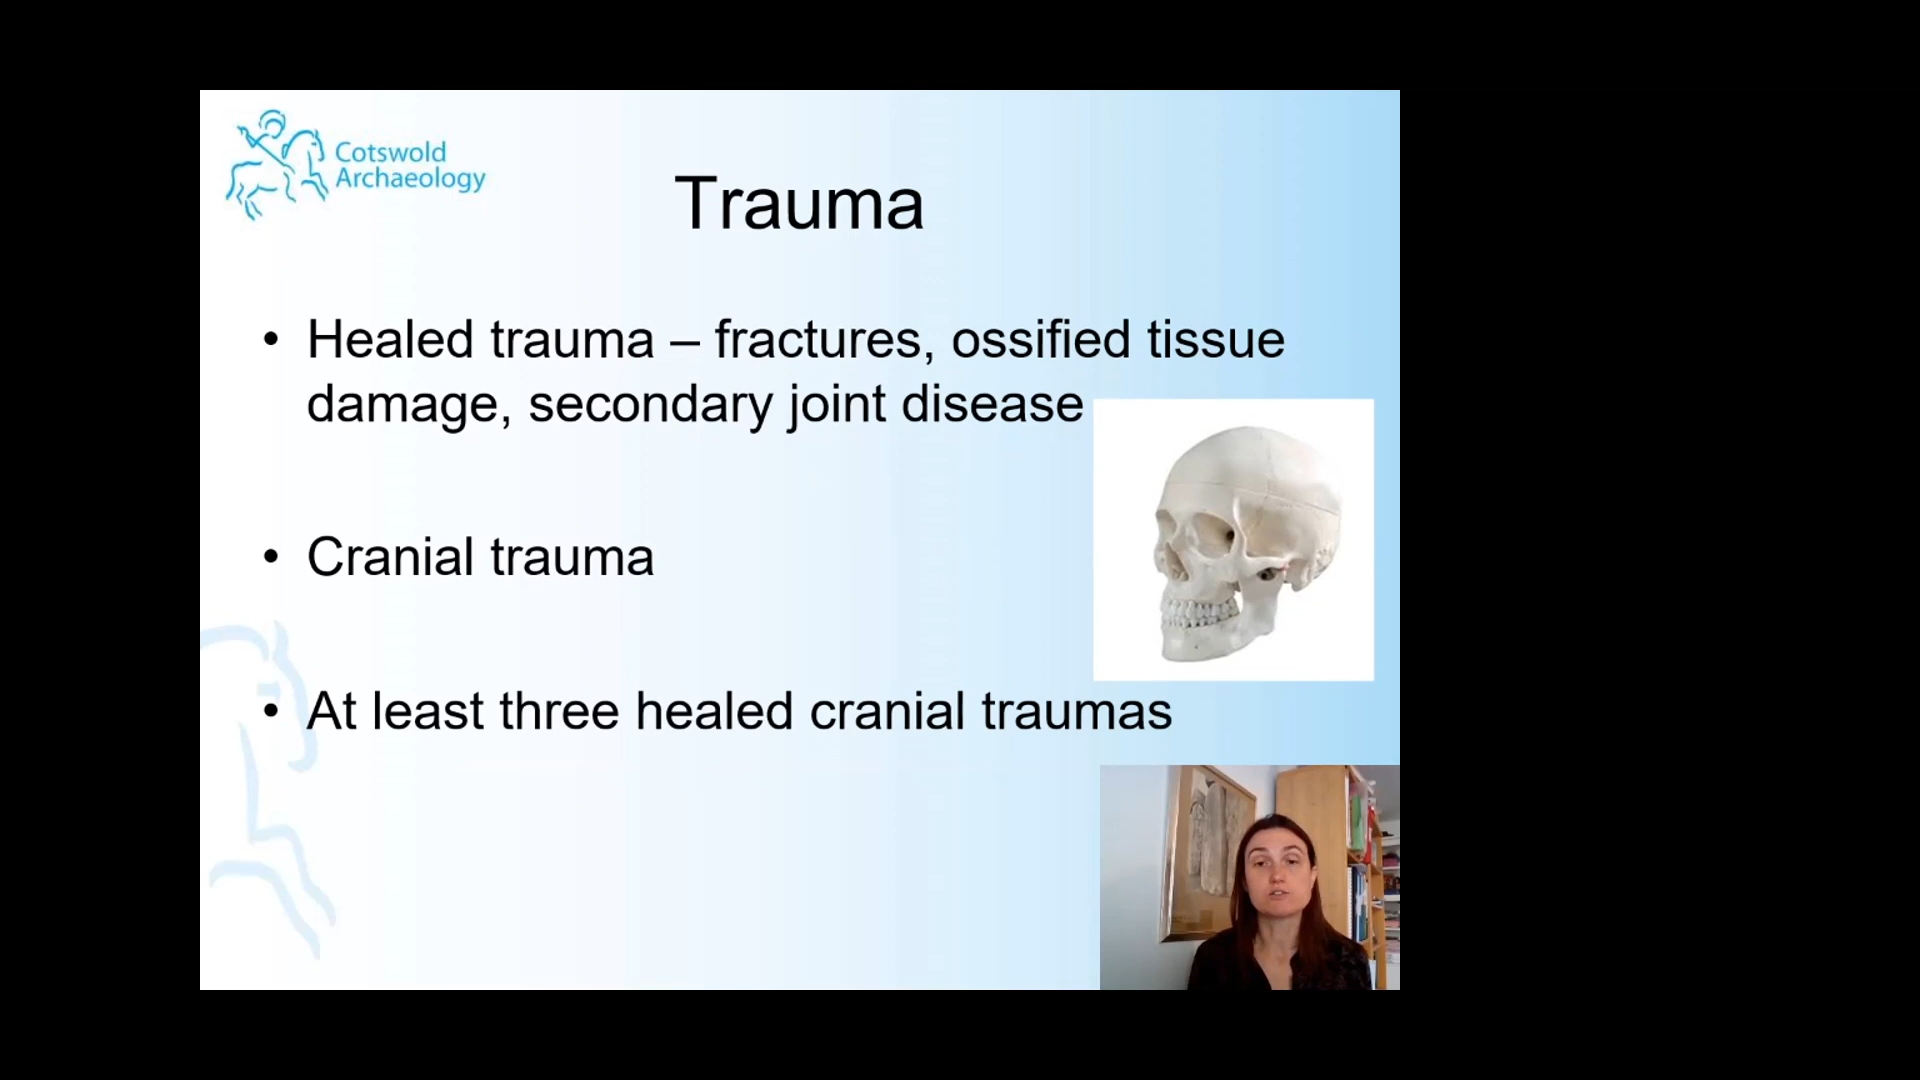 Cotswold
Archaeology
Trauma
• Healed trauma – fractures, ossified tissue
damage, secondary joint disease
• Cranial trauma
• At least three healed cranial traumas